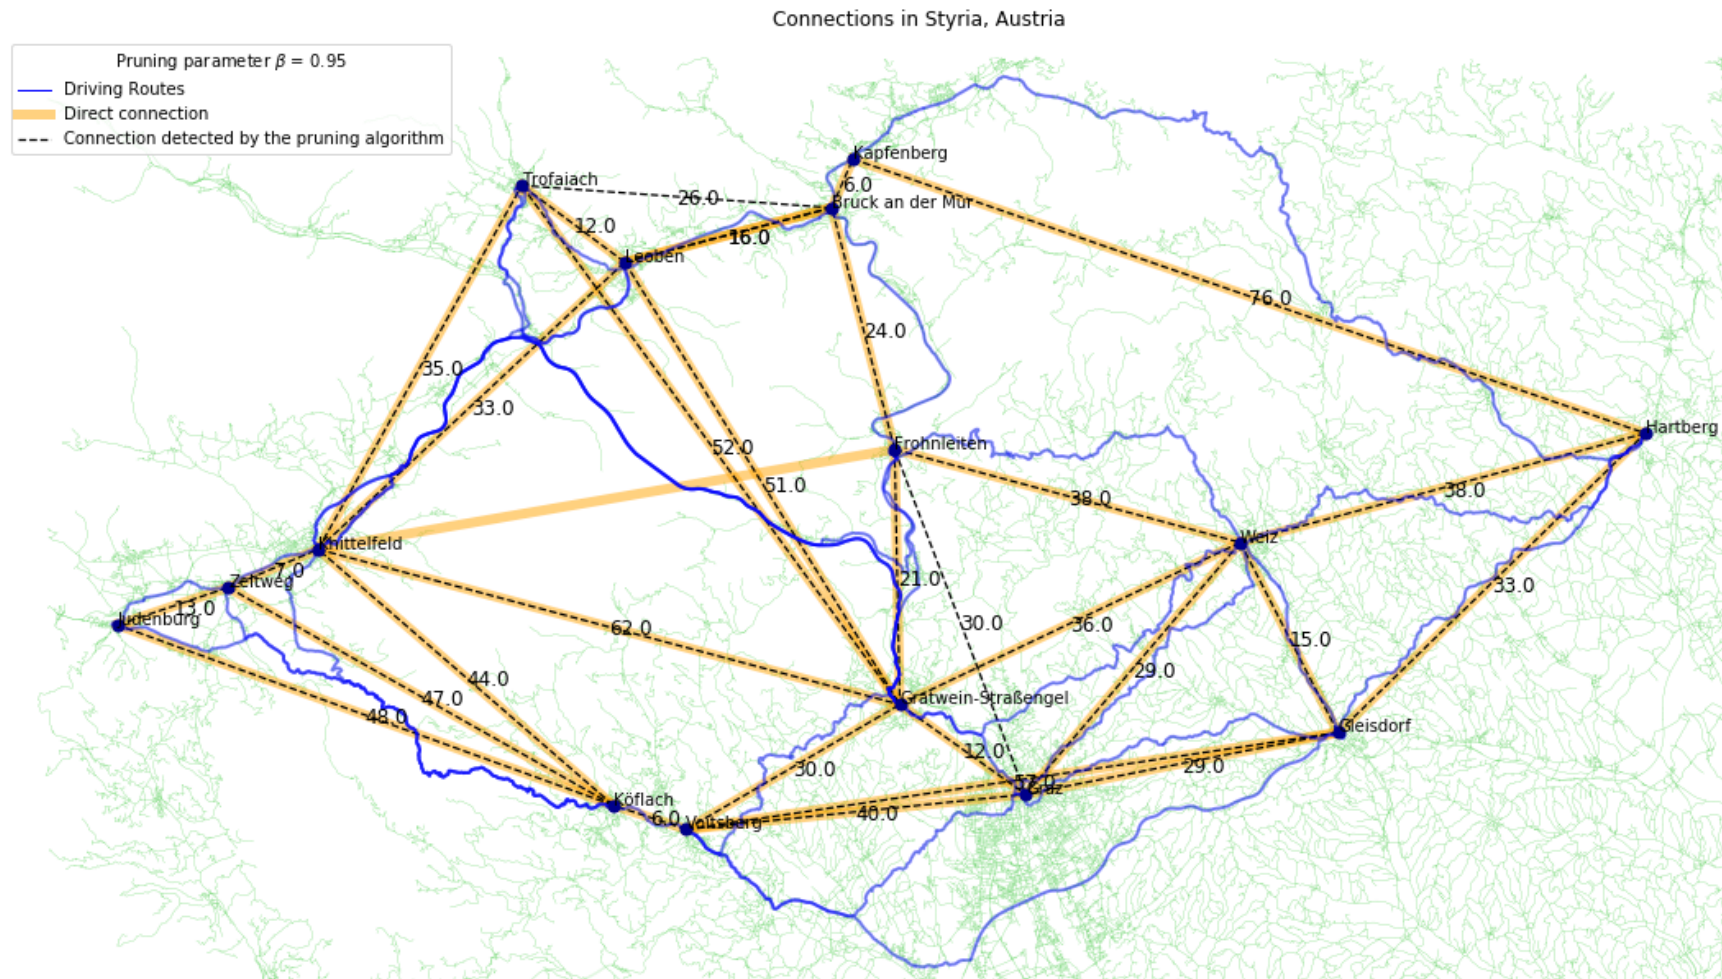 Connections in Styria, Austria
Pruning parameter β = 0.95
Driving Routes
Direct connection
Connection detected by the pruning algorithm
Kapfenberg
Trofaiach
6.0
26.0
Bruck an der Mur
12.0
16.0
Leoben
76.0
24.0
35.0
33.0
Hartberg
Frohnleiten
52.0
51.0
38.0
38.0
Weiz
Knittelfeld
7.0
Zeltweg
21.0
33.0
13.0
Judenburg
30.0
36.0
62.0
15.0
29.0
44.0
47.0
Gratwein-Straßengel
48.0
Gleisdorf
12.0
30.0
29.0
57.0
Graz
Köflach
40.0
6.0
Voitsberg